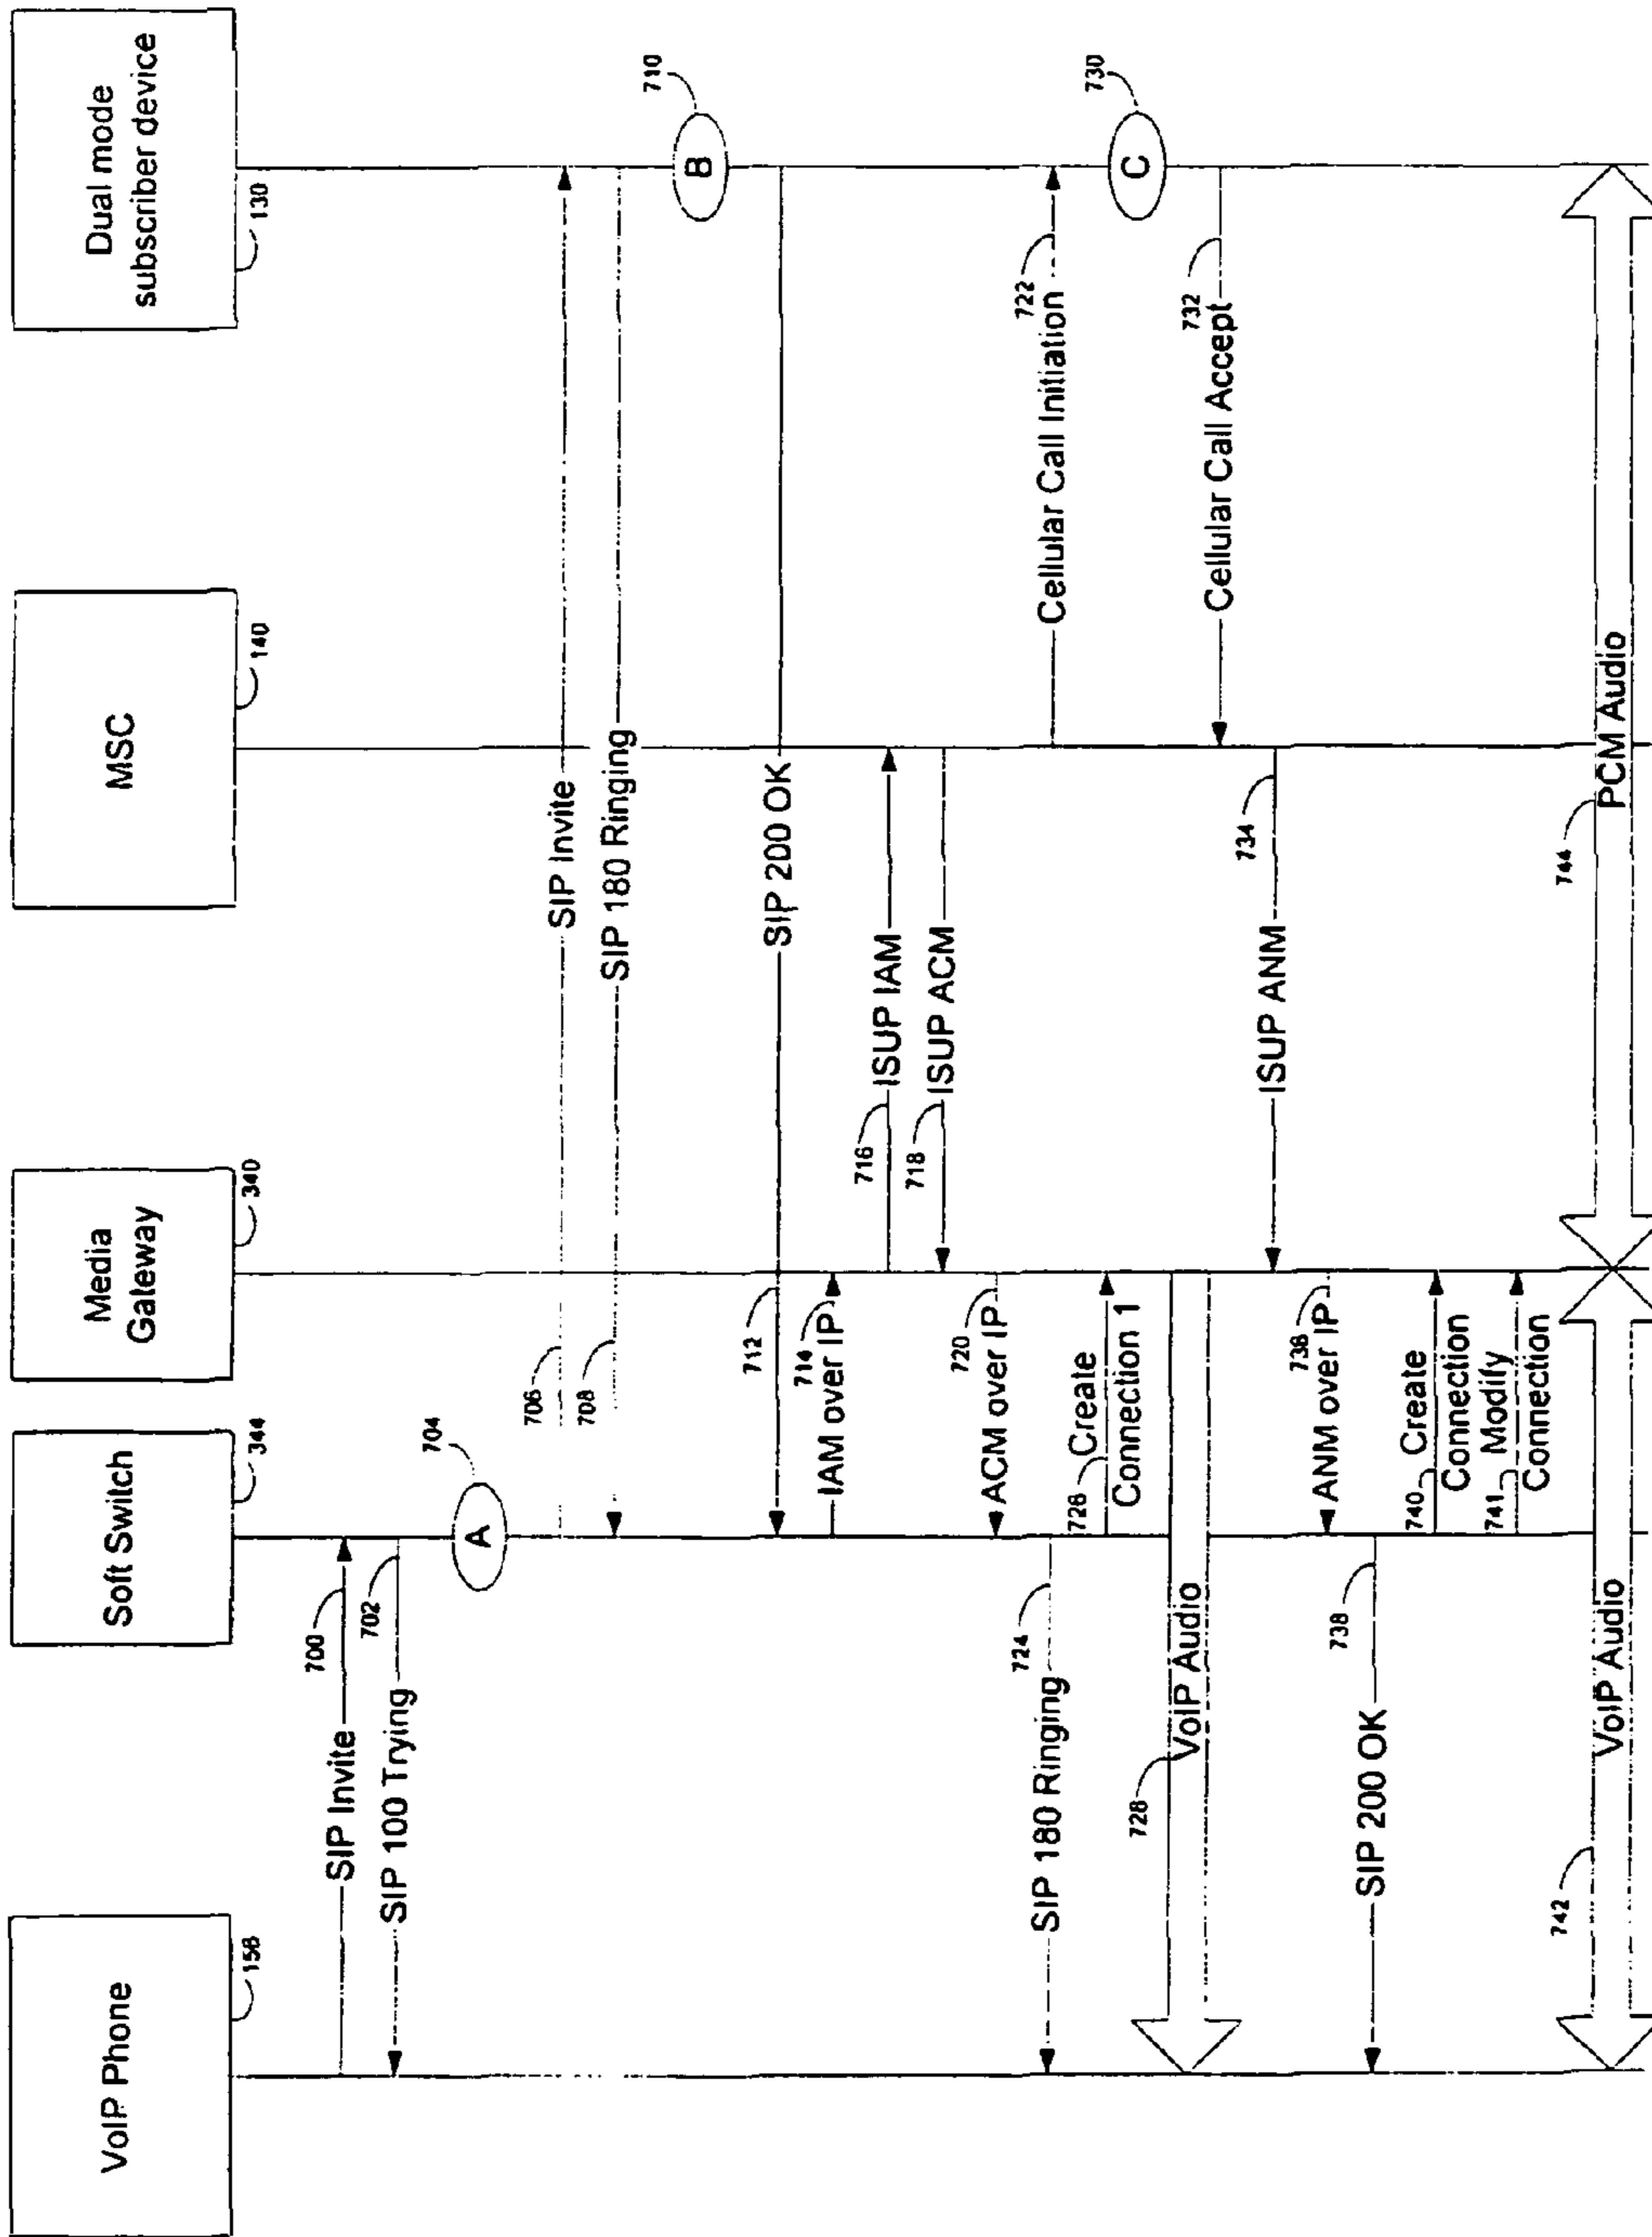 VoIP Phone
158
Soft Switch
344
Media
Gateway
340
MSC
140
Dual mode
subscriber device
130
SIP Invite
700
SIP 100 Trying
702
A
704
SIP Invite
706
SIP 180 Ringing
708
B
710
SIP 200 OK
712
IAM over IP
714
ISUP IAM
716
ISUP ACM
718
ACM over IP
720
Cellular Call Initiation
722
SIP 180 Ringing
724
726
Create
Connection 1
VoIP Audio
728
C
730
Cellular Call Accept
732
ISUP ANM
734
ANM over IP
736
SIP 200 OK
738
740
Create
Connection
741
Modify
Connection
VoIP Audio
742
PCM Audio
744